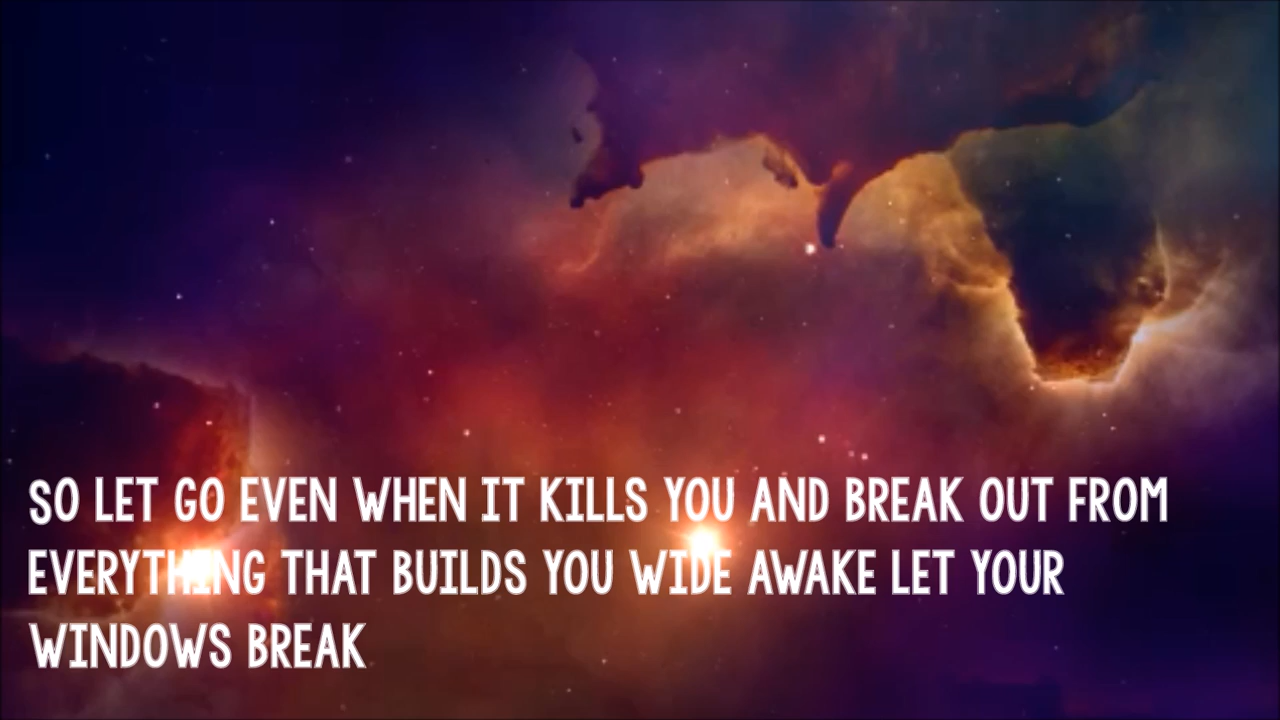 SO LET GO EVEN WHEN IT KILLS YOU AND BREAK OUT FROM
EVERYTHING THAT BUILDS YOU WIDE AWAKE LET YOUR
WINDOWS BREAK